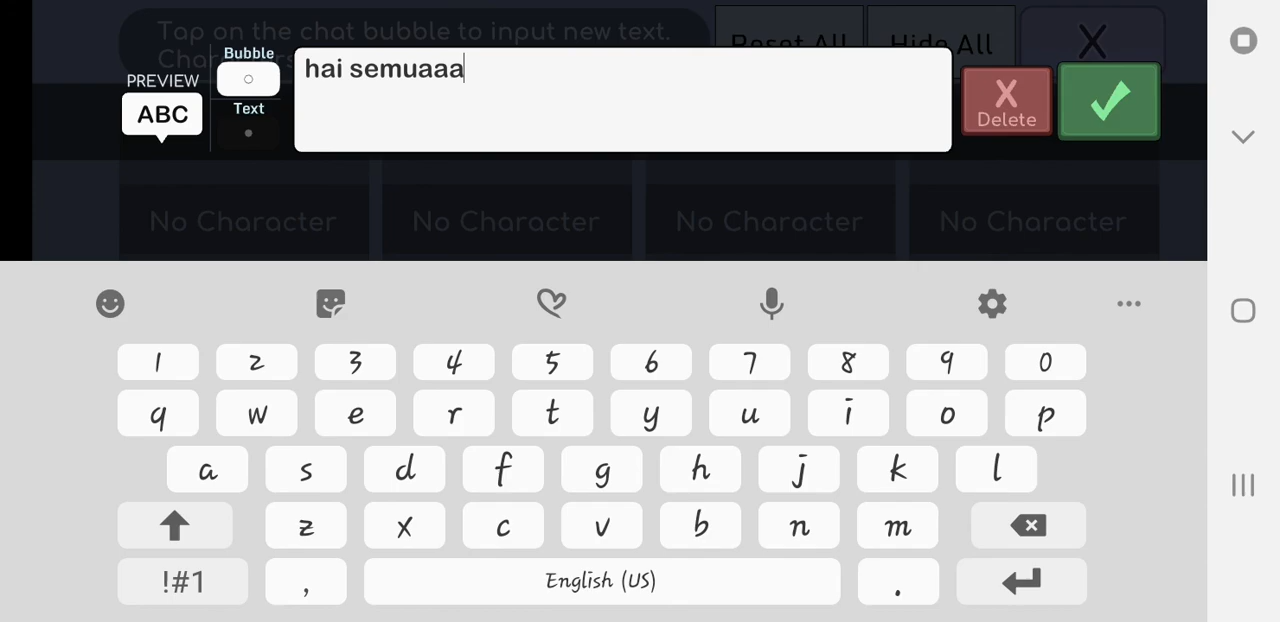 Tap on the chat bubble to input new text.
Reset All
Hide All
X
Bubble
PREVIEW
ABC
Text
hai semuaaa
X
Delete
No Character
No Character
No Character
No Character
1 2 3 4 5 6 7 8 9 0
q w e r t y u i o p
a s d f g h j k l
z x c v b n m
!#1 , English (US) .